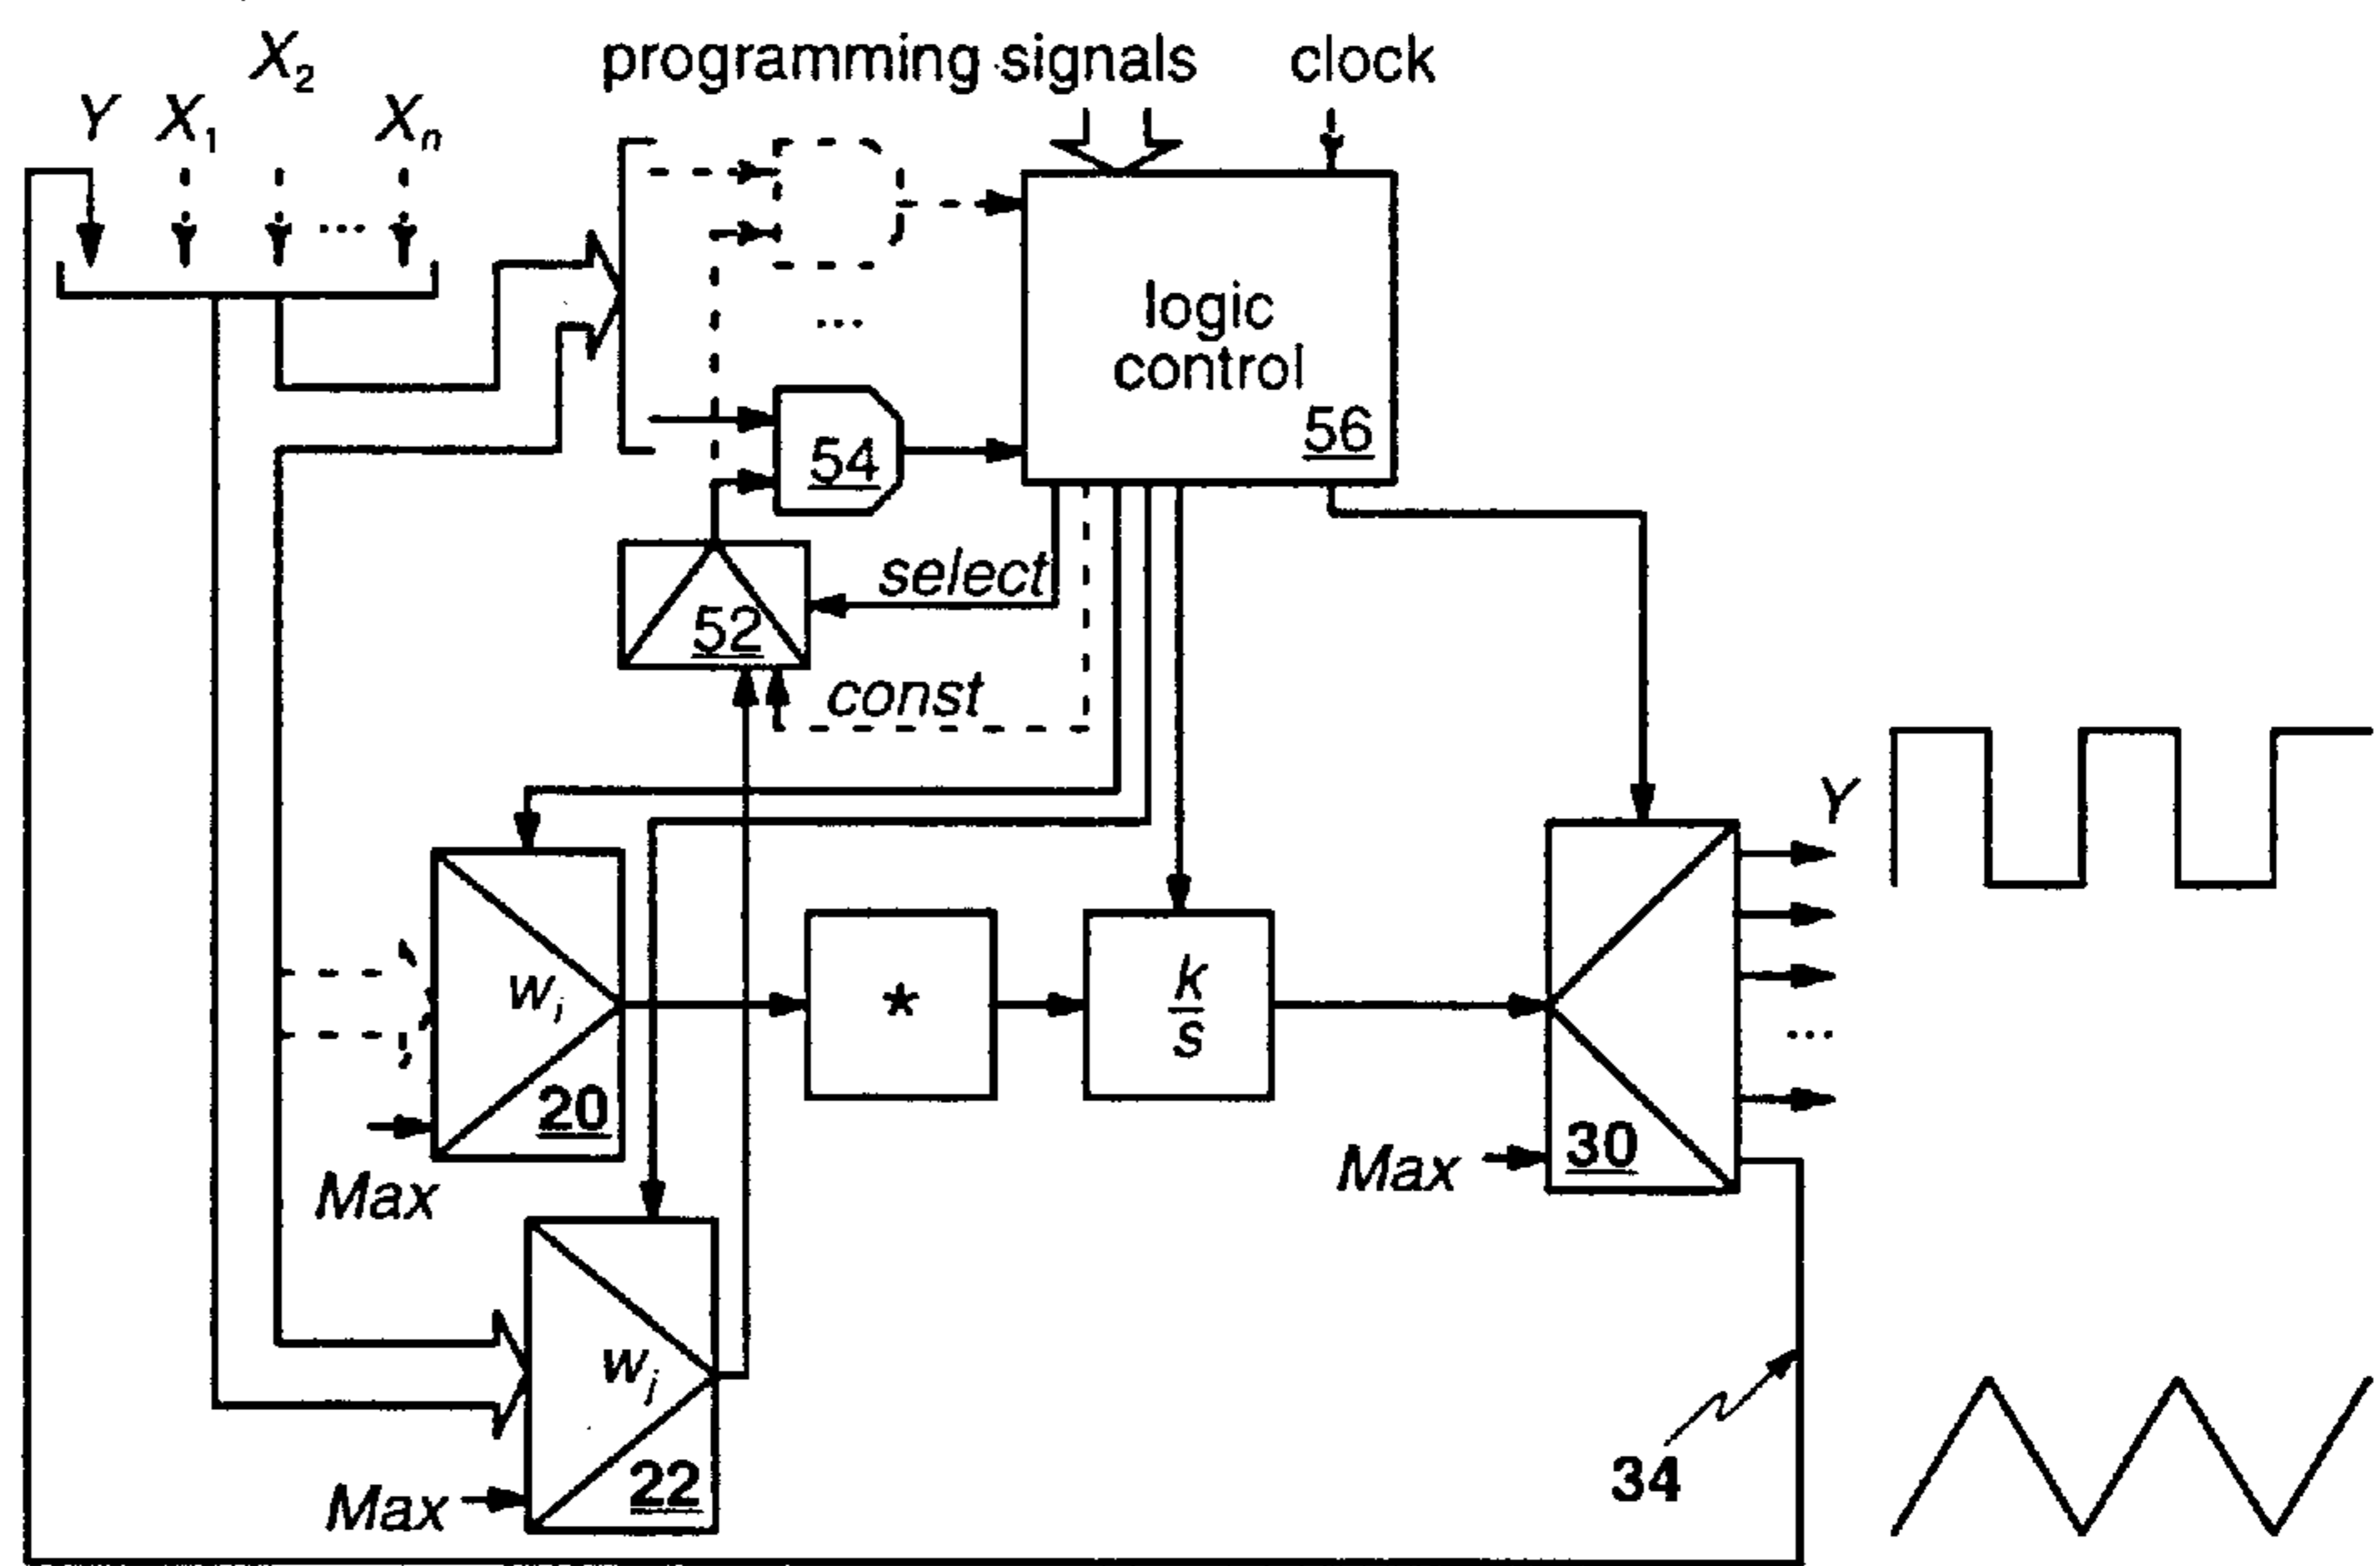 X2
programming signals clock
Y X1 Xn
...
...
logic
control
56
54
select
52
const
Y
wi
*
k
s
...
20
Max
Max
30
wj
34
22
Max